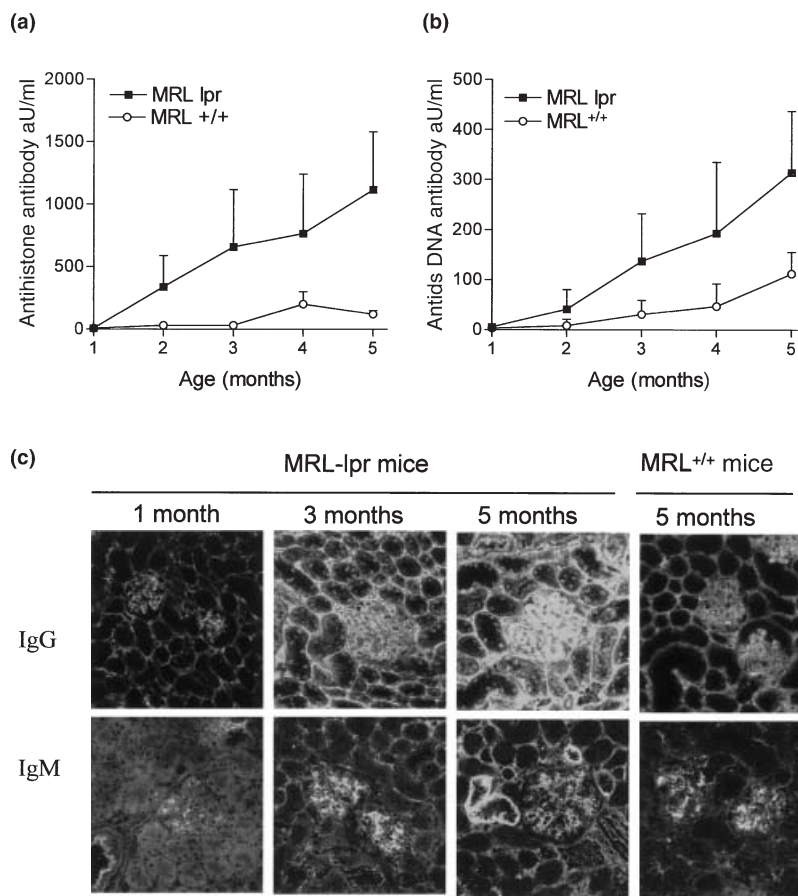 (a)
2000
1500
1000
500
0
1 2 3 4 5
Antihistone antibody aU/ml
MRL lpr
MRL +/+
Age (months)
(b)
500
400
300
200
100
0
1 2 3 4 5
Antids DNA antibody aU/ml
MRL lpr
MRL+/+
Age (months)
(c)
MRL-lpr mice
MRL+/+ mice
1 month 3 months 5 months 5 months
IgG
IgM